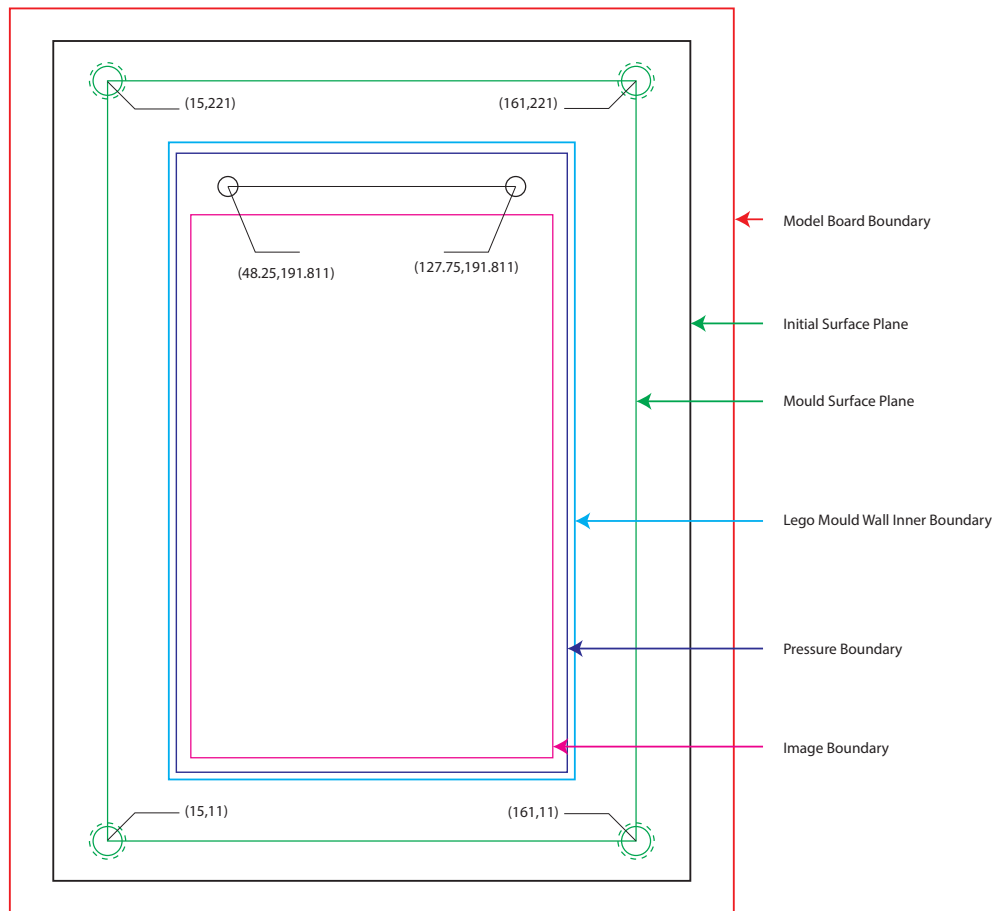 (15,221)
(161,221)
Model Board Boundary
(48.25,191.811)
(127.75,191.811)
Initial Surface Plane
Mould Surface Plane
Lego Mould Wall Inner Boundary
Pressure Boundary
Image Boundary
(15,11)
(161,11)